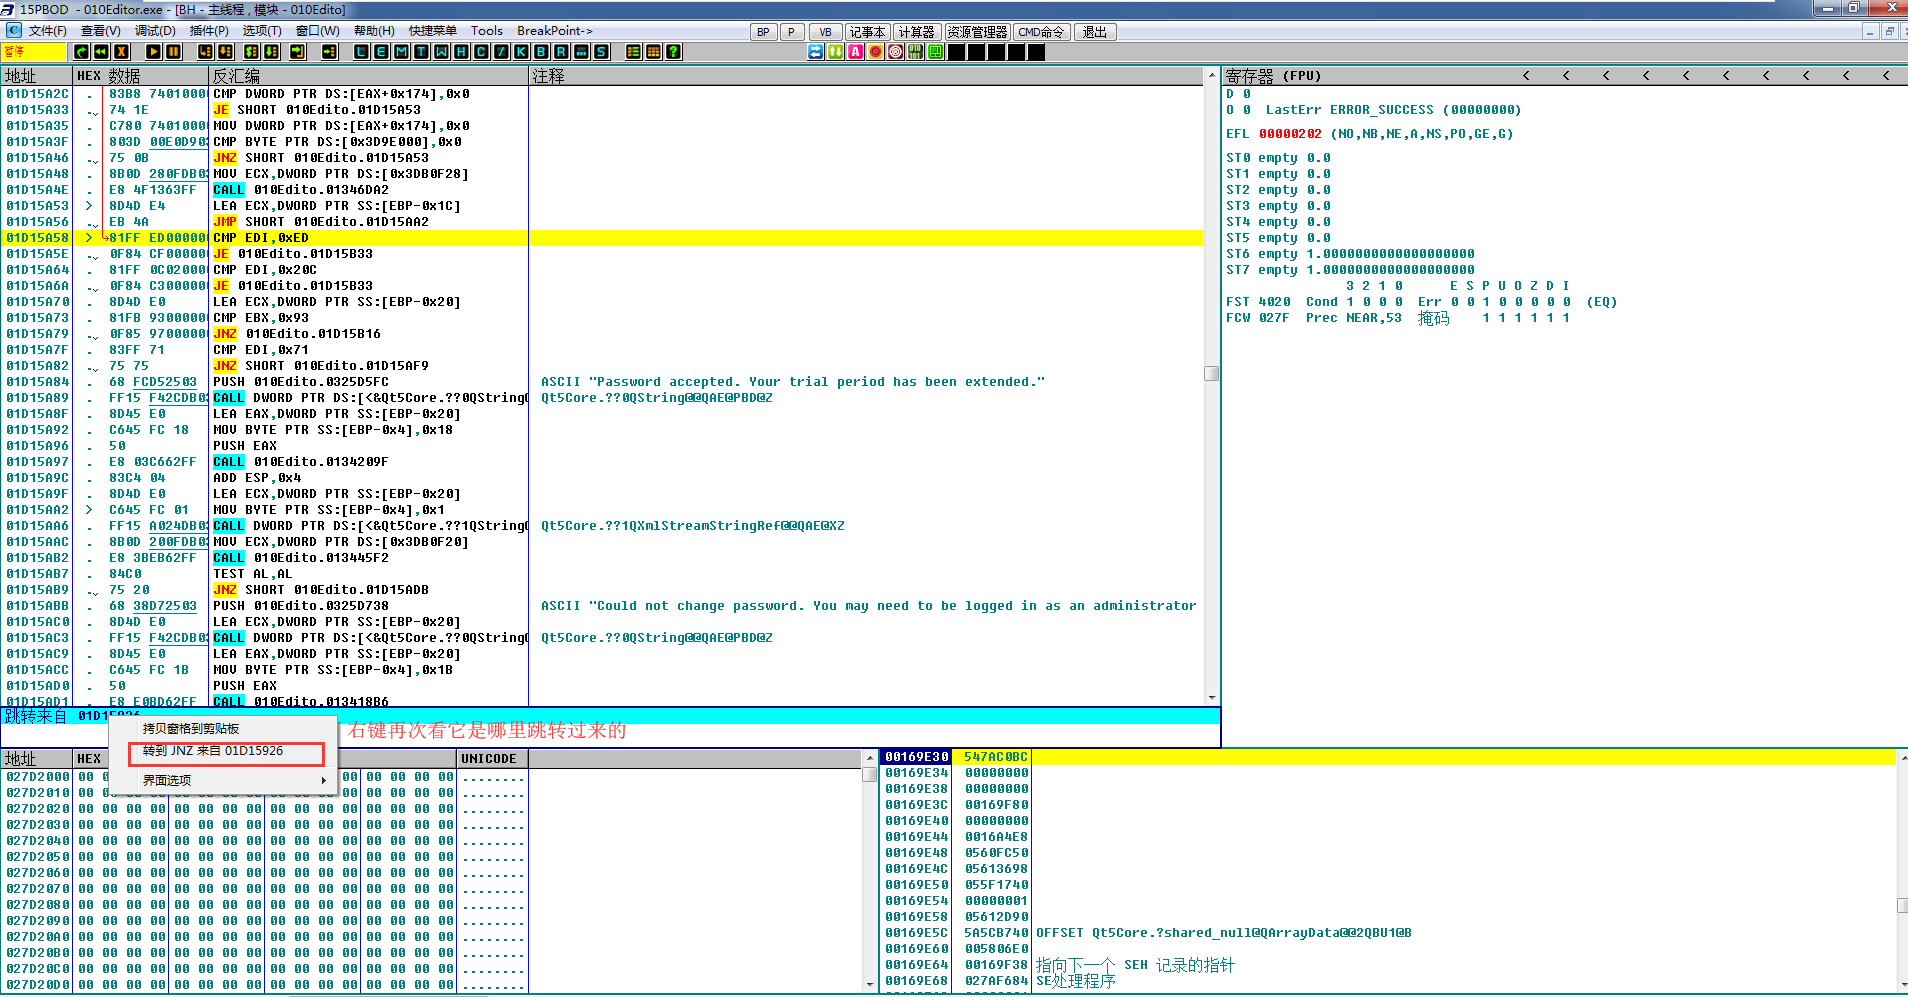 15PBOD - 010Editor.exe - [BH - 主线程 , 模块 - 010Edito]
文件(F) 查看(V) 调试(D) 插件(P) 选项(T) 窗口(W) 帮助(H) 快捷菜单 Tools BreakPoint-> BP P VB 记事本 计算器 资源管理器 CMD命令 退出
暂停 L E M T W H C / K B R ... S
地址 HEX 数据 反汇编 注释
01D15A2C . 83B8 7401000 CMP DWORD PTR DS:[EAX+0x174],0x0
01D15A33 . 74 1E JE SHORT 010Edito.01D15A53
01D15A35 . C780 7401000 MOV DWORD PTR DS:[EAX+0x174],0x0
01D15A3F . 803D 00E0D90 CMP BYTE PTR DS:[0x3D9E000],0x0
01D15A46 . 75 0B JNZ SHORT 010Edito.01D15A53
01D15A48 . 8B0D 280FDB0 MOV ECX,DWORD PTR DS:[0x3DB0F28]
01D15A4E . E8 4F1363FF CALL 010Edito.01346DA2
01D15A53 > 8D4D E4 LEA ECX,DWORD PTR SS:[EBP-0x1C]
01D15A56 . EB 4A JMP SHORT 010Edito.01D15AA2
01D15A58 > 81FF ED00000 CMP EDI,0xED
01D15A5E . 0F84 CF00000 JE 010Edito.01D15B33
01D15A64 . 81FF 0C02000 CMP EDI,0x20C
01D15A6A . 0F84 C300000 JE 010Edito.01D15B33
01D15A70 . 8D4D E0 LEA ECX,DWORD PTR SS:[EBP-0x20]
01D15A73 . 81FB 9300000 CMP EBX,0x93
01D15A79 . 0F85 9700000 JNZ 010Edito.01D15B16
01D15A7F . 83FF 71 CMP EDI,0x71
01D15A82 . 75 75 JNZ SHORT 010Edito.01D15AF9
01D15A84 . 68 FCD52503 PUSH 010Edito.0325D5FC ASCII "Password accepted. Your trial period has been extended."
01D15A89 . FF15 F42CDB0 CALL DWORD PTR DS:[<&Qt5Core.??0QString@ Qt5Core.??0QString@@QAE@PBD@Z
01D15A8F . 8D45 E0 LEA EAX,DWORD PTR SS:[EBP-0x20]
01D15A92 . C645 FC 18 MOV BYTE PTR SS:[EBP-0x4],0x18
01D15A96 . 50 PUSH EAX
01D15A97 . E8 03C662FF CALL 010Edito.0134209F
01D15A9C . 83C4 04 ADD ESP,0x4
01D15A9F . 8D4D E0 LEA ECX,DWORD PTR SS:[EBP-0x20]
01D15AA2 > C645 FC 01 MOV BYTE PTR SS:[EBP-0x4],0x1
01D15AA6 . FF15 A024DB0 CALL DWORD PTR DS:[<&Qt5Core.??1QString@ Qt5Core.??1QXmlStreamStringRef@@QAE@XZ
01D15AAC . 8B0D 200FDB0 MOV ECX,DWORD PTR DS:[0x3DB0F20]
01D15AB2 . E8 3BEB62FF CALL 010Edito.013445F2
01D15AB7 . 84C0 TEST AL,AL
01D15AB9 . 75 20 JNZ SHORT 010Edito.01D15ADB
01D15ABB . 68 38D72503 PUSH 010Edito.0325D738 ASCII "Could not change password. You may need to be logged in as an administrator
01D15AC0 . 8D4D E0 LEA ECX,DWORD PTR SS:[EBP-0x20]
01D15AC3 . FF15 F42CDB0 CALL DWORD PTR DS:[<&Qt5Core.??0QString@ Qt5Core.??0QString@@QAE@PBD@Z
01D15AC9 . 8D45 E0 LEA EAX,DWORD PTR SS:[EBP-0x20]
01D15ACC . C645 FC 1B MOV BYTE PTR SS:[EBP-0x4],0x1B
01D15AD0 . 50 PUSH EAX
01D15AD1 . E8 E0BD62FF CALL 010Edito.013418B6
跳转来自 01D15926
拷贝窗格到剪贴板
转到 JNZ 来自 01D15926
界面选项
右键再次看它是哪里跳转过来的
寄存器 (FPU) < < < < < < < < < <
D 0
O 0 LastErr ERROR_SUCCESS (00000000)
EFL 00000202 (NO,NB,NE,A,NS,PO,GE,G)
ST0 empty 0.0
ST1 empty 0.0
ST2 empty 0.0
ST3 empty 0.0
ST4 empty 0.0
ST5 empty 0.0
ST6 empty 1.0000000000000000000
ST7 empty 1.0000000000000000000
3 2 1 0 E S P U O Z D I
FST 4020 Cond 1 0 0 0 Err 0 0 1 0 0 0 0 0 (EQ)
FCW 027F Prec NEAR,53 掩码 1 1 1 1 1 1
地址 HEX UNICODE
027D2000 00 00 00 00 00 00 00 00 00 ........
027D2010 00 00 00 00 00 00 00 00 00 ........
027D2020 00 00 00 00 00 00 00 00 00 00 00 00 00 00 00 00 ........
027D2030 00 00 00 00 00 00 00 00 00 00 00 00 00 00 00 00 ........
027D2040 00 00 00 00 00 00 00 00 00 00 00 00 00 00 00 00 ........
027D2050 00 00 00 00 00 00 00 00 00 00 00 00 00 00 00 00 ........
027D2060 00 00 00 00 00 00 00 00 00 00 00 00 00 00 00 00 ........
027D2070 00 00 00 00 00 00 00 00 00 00 00 00 00 00 00 00 ........
027D2080 00 00 00 00 00 00 00 00 00 00 00 00 00 00 00 00 ........
027D2090 00 00 00 00 00 00 00 00 00 00 00 00 00 00 00 00 ........
027D20A0 00 00 00 00 00 00 00 00 00 00 00 00 00 00 00 00 ........
027D20B0 00 00 00 00 00 00 00 00 00 00 00 00 00 00 00 00 ........
027D20C0 00 00 00 00 00 00 00 00 00 00 00 00 00 00 00 00 ........
027D20D0 00 00 00 00 00 00 00 00 00 00 00 00 00 00 00 00 ........
00169E30 547AC0BC
00169E34 00000000
00169E38 00000000
00169E3C 00169F80
00169E40 00000000
00169E44 0016A4E8
00169E48 0560FC50
00169E4C 05613698
00169E50 055F1740
00169E54 00000001
00169E58 05612D90
00169E5C 5A5CB740 OFFSET Qt5Core.?shared_null@QArrayData@@2QBU1@B
00169E60 005806E0
00169E64 00169F38 指向下一个 SEH 记录的指针
00169E68 027AF684 SE处理程序